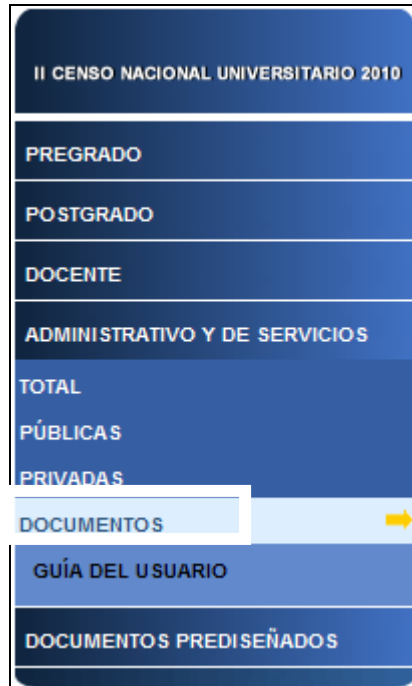 II CENSO NACIONAL UNIVERSITARIO 2010
PREGRADO
POSTGRADO
DOCENTE
ADMINISTRATIVO Y DE SERVICIOS
TOTAL
PÚBLICAS
PRIVADAS
DOCUMENTOS
GUÍA DEL USUARIO
DOCUMENTOS PREDISEÑADOS